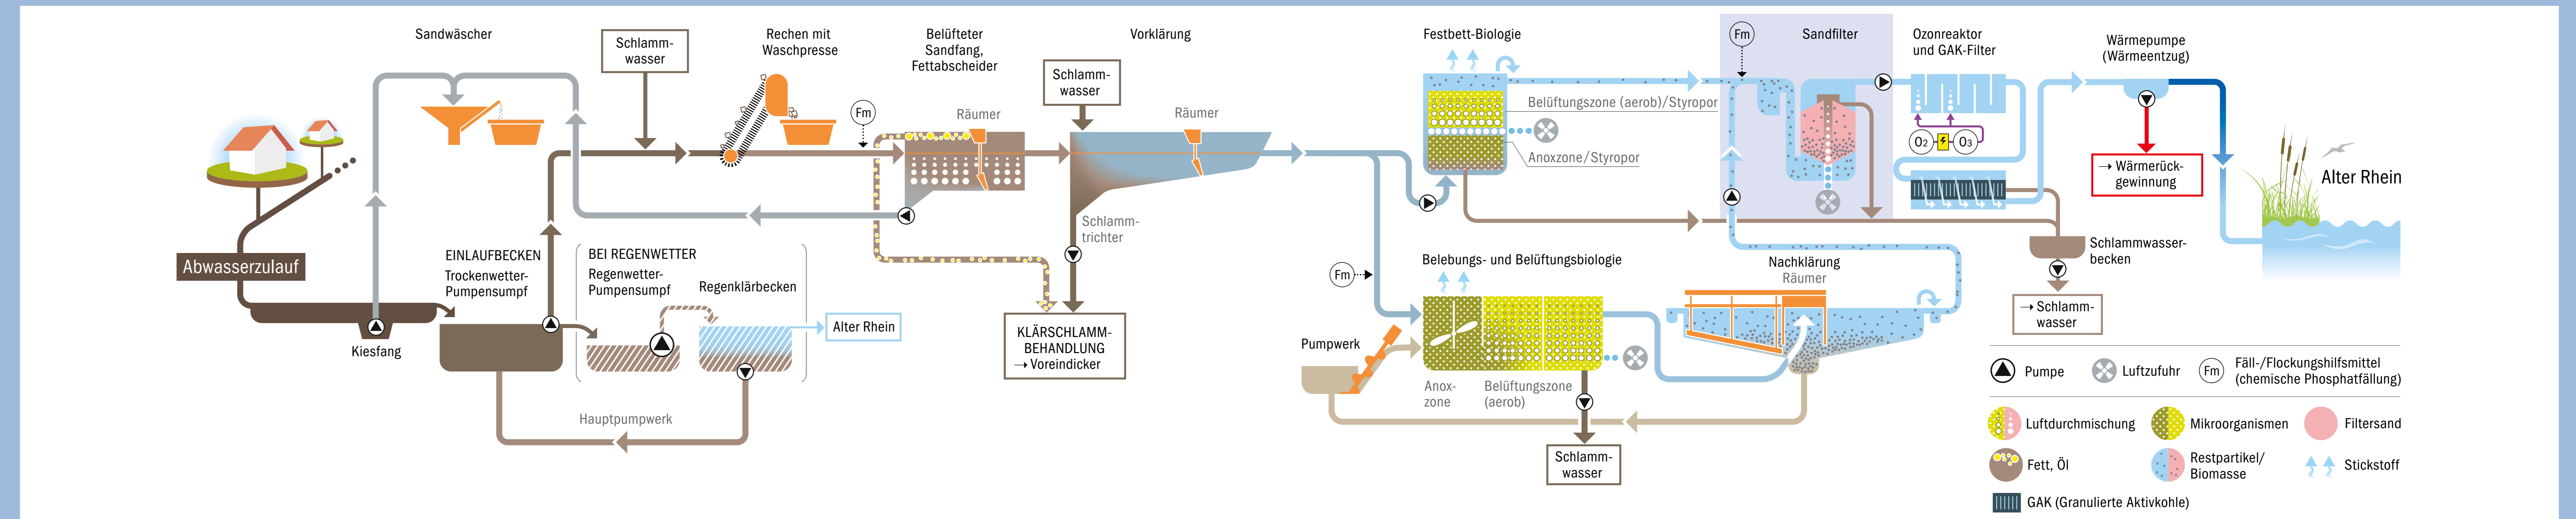 Sandwäscher
Schlamm-
wasser
Rechen mit
Waschpresse
Belüfteter
Sandfang,
Fettabscheider
Vorklärung
Schlamm-
wasser
Fm
Räumer
Räumer
Schlamm-
trichter
Abwasserzulauf
Kiesfang
EINLAUFBECKEN
Trockenwetter-
Pumpensumpf
BEI REGENWETTER
Regenwetter-
Pumpensumpf
Regenklärbecken
Alter Rhein
Hauptpumpwerk
KLÄRSCHLAMM-
BEHANDLUNG
→ Voreindicker
Festbett-Biologie
Belüftungszone (aerob)/Styropor
Anoxzone/Styropor
Fm
Sandfilter
Ozonreaktor
und GAK-Filter
O2
O3
Wärmepumpe
(Wärmeentzug)
→ Wärmerück-
gewinnung
Alter Rhein
Schlammwasser-
becken
→ Schlamm-
wasser
Fm
Belebungs- und Belüftungsbiologie
Pumpwerk
Anox-
zone
Belüftungszone
(aerob)
Schlamm-
wasser
Nachklärung
Räumer
Pumpe
Luftzufuhr
Fm
Fäll-/Flockungshilfsmittel
(chemische Phosphatfällung)
Luftdurchmischung
Mikroorganismen
Filtersand
Fett, Öl
Restpartikel/
Biomasse
Stickstoff
GAK (Granulierte Aktivkohle)